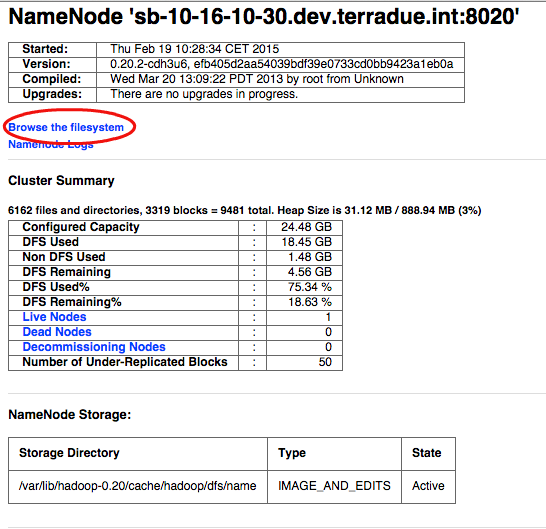 NameNode 'sb-10-16-10-30.dev.terradue.int:8020'
Started: Thu Feb 19 10:28:34 CET 2015
Version: 0.20.2-cdh3u6, efb405d2aa54039bdf39e0733cd0bb9423a1eb0a
Compiled: Wed Mar 20 13:09:22 PDT 2013 by root from Unknown
Upgrades: There are no upgrades in progress.
Browse the filesystem
Namenode Logs
Cluster Summary
6162 files and directories, 3319 blocks = 9481 total. Heap Size is 31.12 MB / 888.94 MB (3%)
Configured Capacity : 24.48 GB
DFS Used : 18.45 GB
Non DFS Used : 1.48 GB
DFS Remaining : 4.56 GB
DFS Used% : 75.34 %
DFS Remaining% : 18.63 %
Live Nodes : 1
Dead Nodes : 0
Decommissioning Nodes : 0
Number of Under-Replicated Blocks : 50
NameNode Storage:
Storage Directory Type State
/var/lib/hadoop-0.20/cache/hadoop/dfs/name IMAGE_AND_EDITS Active